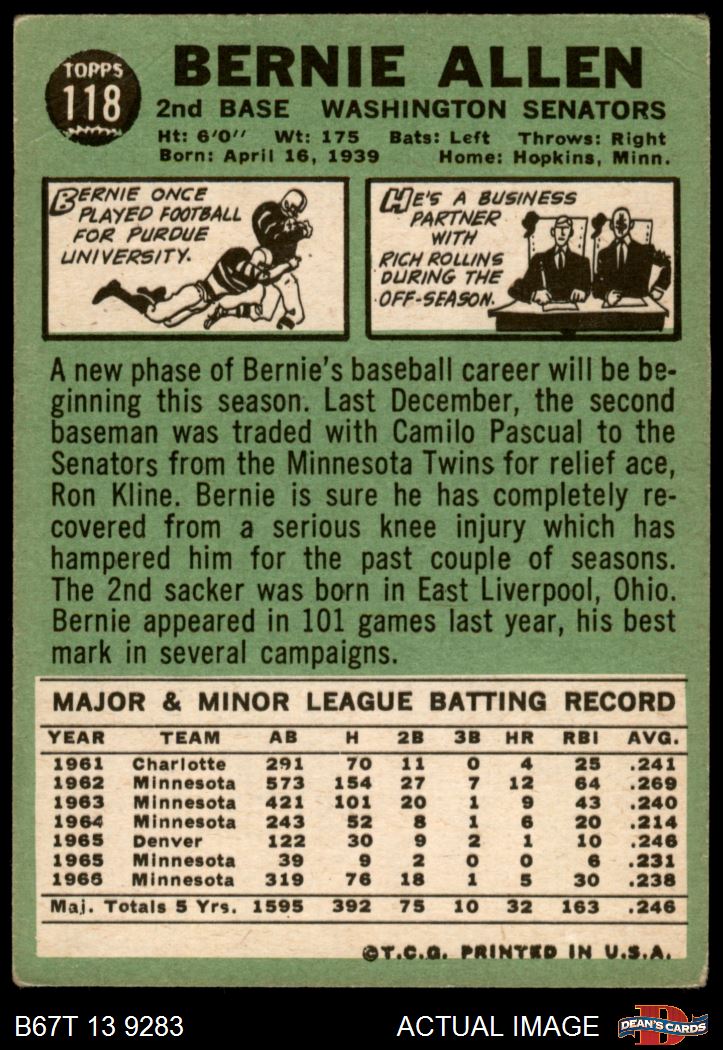 TOPPS
118
BERNIE ALLEN
2nd BASE WASHINGTON SENATORS
Ht: 6'0" Wt: 175 Bats: Left Throws: Right
Born: April 16, 1939 Home: Hopkins, Minn.
BERNIE ONCE
PLAYED FOOTBALL
FOR PURDUE
UNIVERSITY.
HE'S A BUSINESS
PARTNER
WITH
RICH ROLLINS
DURING THE
OFF-SEASON.
A new phase of Bernie's baseball career will be be-
ginning this season. Last December, the second
baseman was traded with Camilo Pascual to the
Senators from the Minnesota Twins for relief ace,
Ron Kline. Bernie is sure he has completely re-
covered from a serious knee injury which has
hampered him for the past couple of seasons.
The 2nd sacker was born in East Liverpool, Ohio.
Bernie appeared in 101 games last year, his best
mark in several campaigns.
MAJOR & MINOR LEAGUE BATTING RECORD
YEAR TEAM AB H 2B 3B HR RBI AVG.
1961 Charlotte 291 70 11 0 4 25 .241
1962 Minnesota 573 154 27 7 12 64 .269
1963 Minnesota 421 101 20 1 9 43 .240
1964 Minnesota 243 52 8 1 6 20 .214
1965 Denver 122 30 9 2 1 10 .246
1965 Minnesota 39 9 2 0 0 6 .231
1966 Minnesota 319 76 18 1 5 30 .238
Maj. Totals 5 Yrs. 1595 392 75 10 32 163 .246
©T.C.G. PRINTED IN U.S.A.
B67T 13 9283 ACTUAL IMAGE
D
DEAN'S CARDS